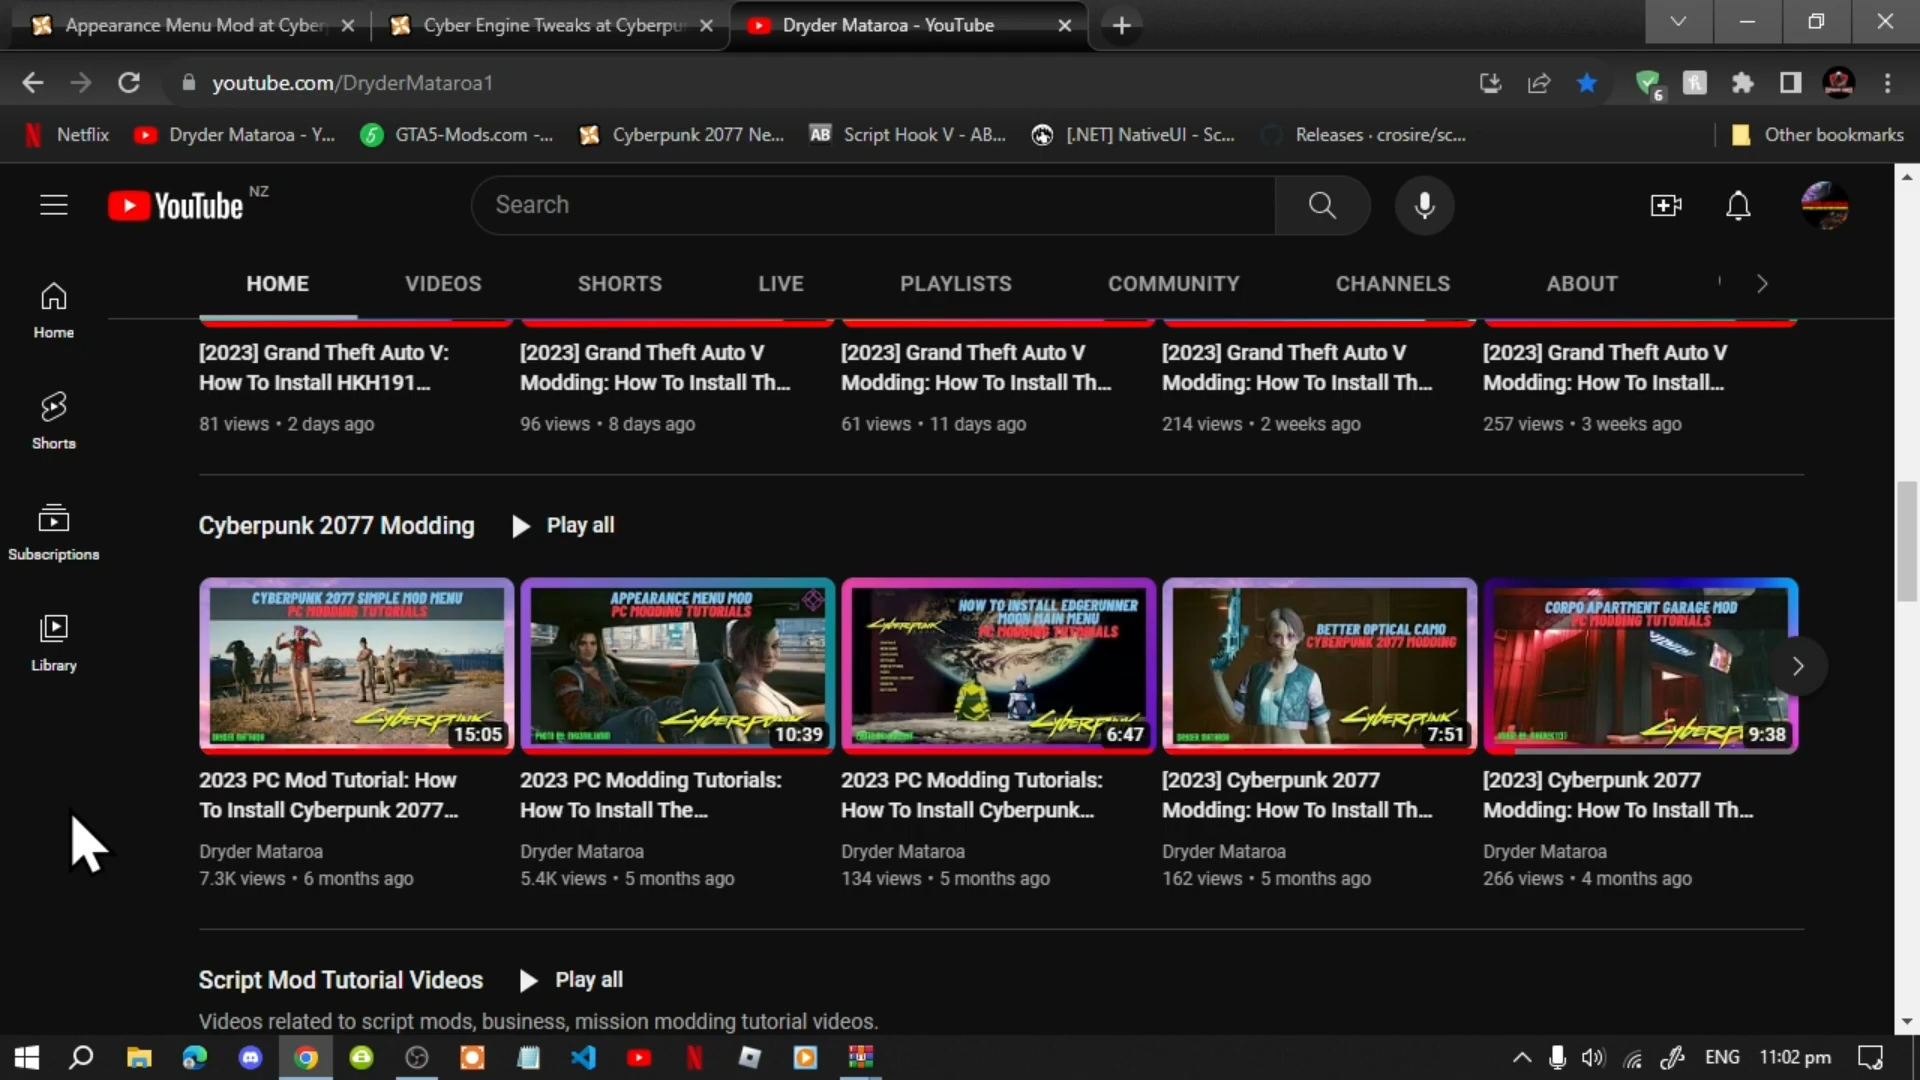 Appearance Menu Mod at Cyber
Cyber Engine Tweaks at Cyberpu
Dryder Mataroa - YouTube
youtube.com/DryderMataroa1
6
Netflix
Dryder Mataroa - Y...
GTA5-Mods.com -...
Cyberpunk 2077 Ne...
AB
Script Hook V - AB...
[.NET] NativeUI - Sc...
Releases · crosire/sc...
Other bookmarks
YouTube NZ
Search
HOME
VIDEOS
SHORTS
LIVE
PLAYLISTS
COMMUNITY
CHANNELS
ABOUT
Home
Shorts
Subscriptions
Library
[2023] Grand Theft Auto V:
How To Install HKH191...
81 views • 2 days ago
[2023] Grand Theft Auto V
Modding: How To Install Th...
96 views • 8 days ago
[2023] Grand Theft Auto V
Modding: How To Install Th...
61 views • 11 days ago
[2023] Grand Theft Auto V
Modding: How To Install Th...
214 views • 2 weeks ago
[2023] Grand Theft Auto V
Modding: How To Install...
257 views • 3 weeks ago
Cyberpunk 2077 Modding
Play all
CYBERPUNK 2077 SIMPLE MOD MENU
PC MODDING TUTORIALS
Cyberpunk
DRYDER MATAROA
15:05
2023 PC Mod Tutorial: How
To Install Cyberpunk 2077...
Dryder Mataroa
7.3K views • 6 months ago
APPEARANCE MENU MOD
PC MODDING TUTORIALS
Cyberpunk
10:39
2023 PC Modding Tutorials:
How To Install The...
Dryder Mataroa
5.4K views • 5 months ago
HOW TO INSTALL EDGERUNNER
MOON MAIN MENU
PC MODDING TUTORIALS
Cyberpunk
Cyberpunk
6:47
2023 PC Modding Tutorials:
How To Install Cyberpunk...
Dryder Mataroa
134 views • 5 months ago
BETTER OPTICAL CAMO
CYBERPUNK 2077 MODDING
Cyberpunk
DRYDER MATAROA
7:51
[2023] Cyberpunk 2077
Modding: How To Install Th...
Dryder Mataroa
162 views • 5 months ago
CORPO APARTMENT GARAGE MOD
PC MODDING TUTORIALS
Cyberp
9:38
[2023] Cyberpunk 2077
Modding: How To Install Th...
Dryder Mataroa
266 views • 4 months ago
Script Mod Tutorial Videos
Play all
Videos related to script mods, business, mission modding tutorial videos.
ENG
11:02 pm